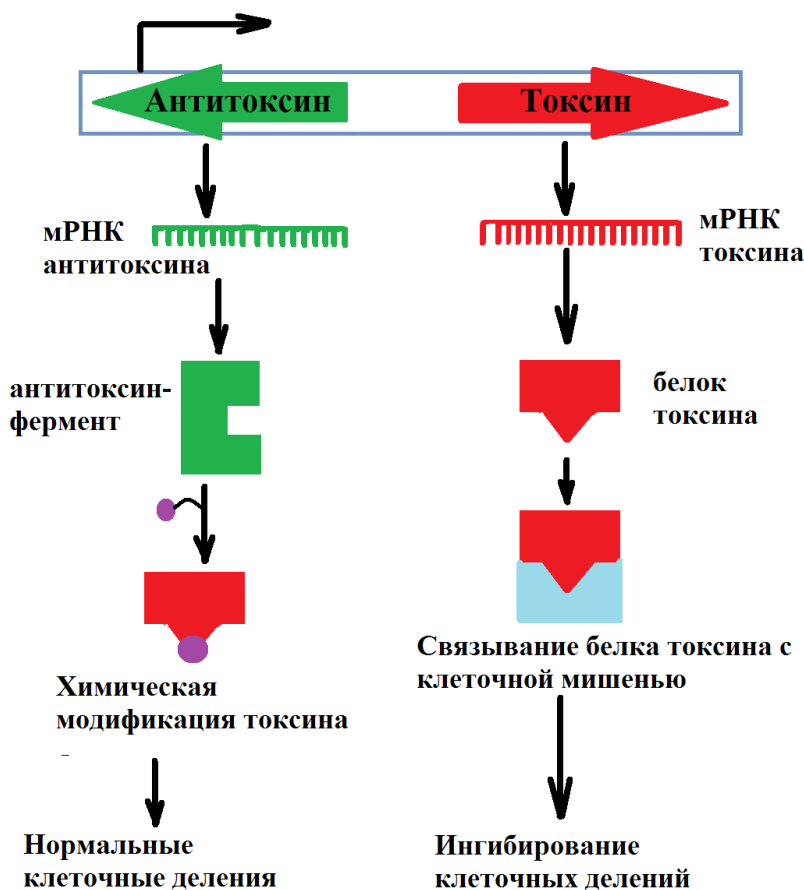 Антитоксин
Токсин
мРНК
антитоксина
мРНК
токсина
антитоксин-
фермент
белок
токсина
Химическая
модификация токсина
Связывание белка токсина с
клеточной мишенью
Нормальные
клеточные деления
Ингибирование
клеточных делений